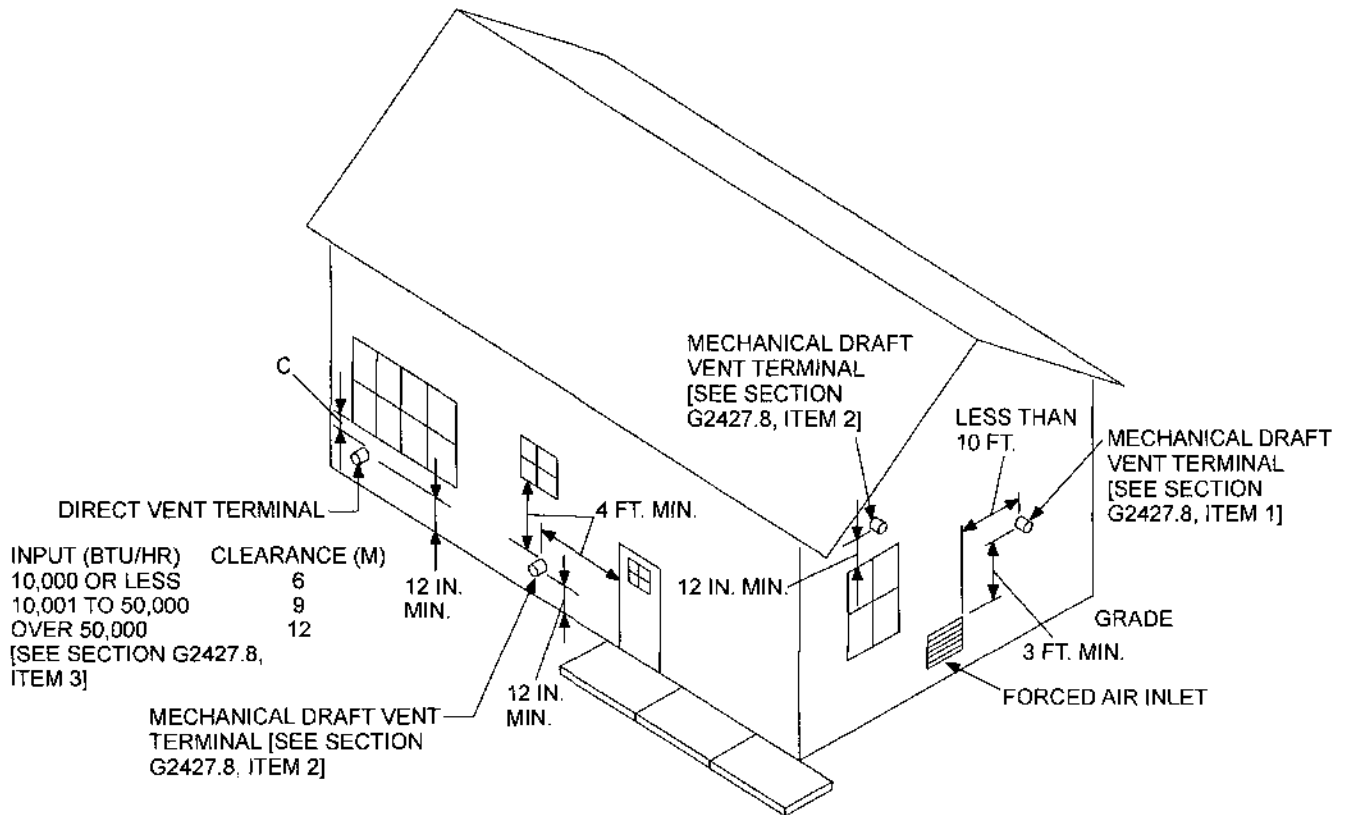 MECHANICAL DRAFT
VENT TERMINAL
[SEE SECTION
G2427.8, ITEM 2]
LESS THAN
10 FT.
MECHANICAL DRAFT
VENT TERMINAL
[SEE SECTION
G2427.8, ITEM 1]
C
DIRECT VENT TERMINAL
4 FT. MIN.
INPUT (BTU/HR) CLEARANCE (M)
10,000 OR LESS 6
10,001 TO 50,000 9
OVER 50,000 12
[SEE SECTION G2427.8,
ITEM 3]
12 IN.
MIN.
12 IN. MIN.
GRADE
3 FT. MIN.
FORCED AIR INLET
12 IN.
MIN.
MECHANICAL DRAFT VENT
TERMINAL [SEE SECTION
G2427.8, ITEM 2]